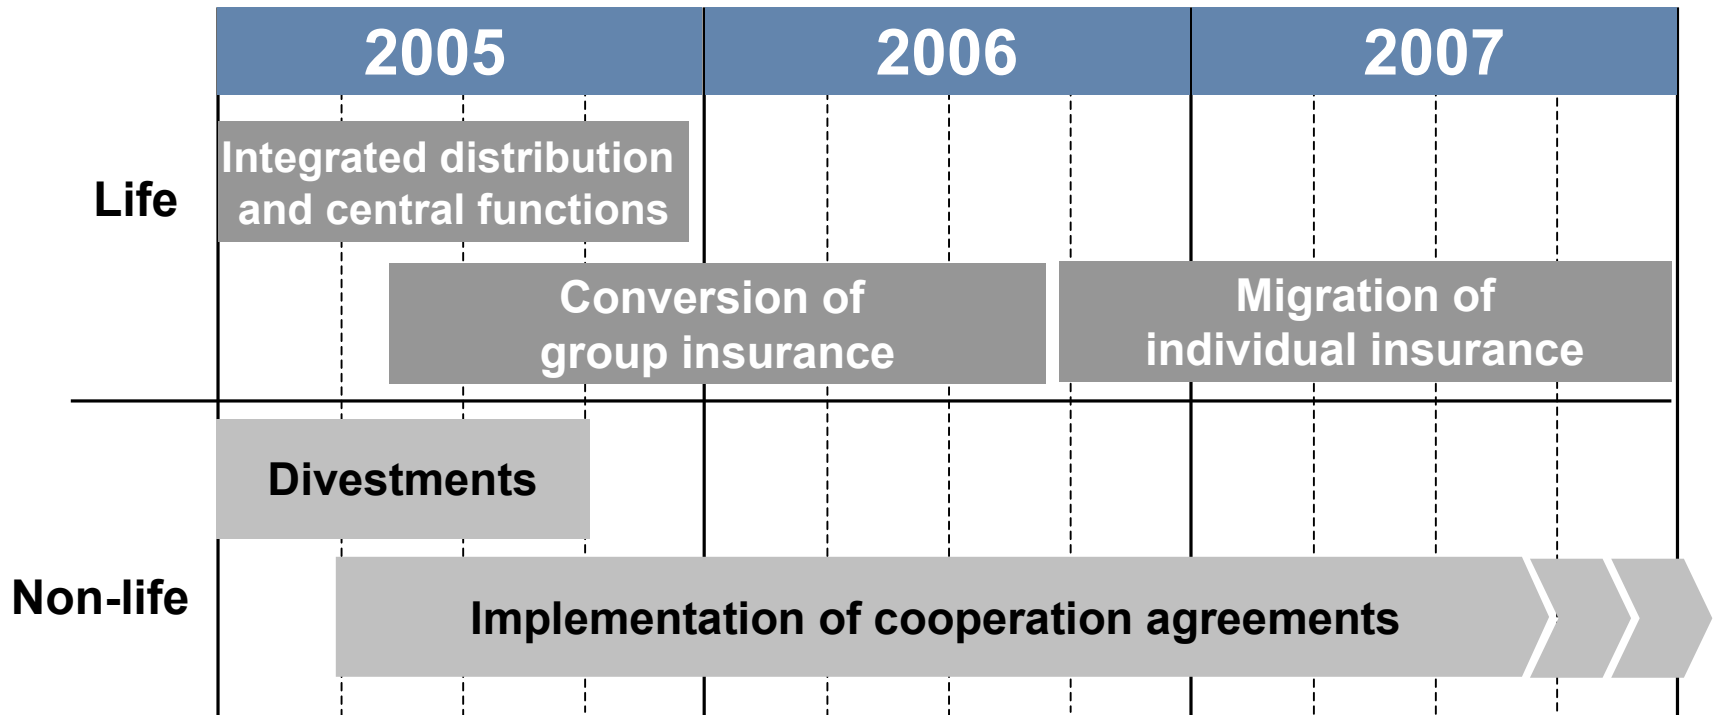 2005
2006
2007
Life
Integrated distribution
and central functions
Conversion of
group insurance
Migration of
individual insurance
Non-life
Divestments
Implementation of cooperation agreements